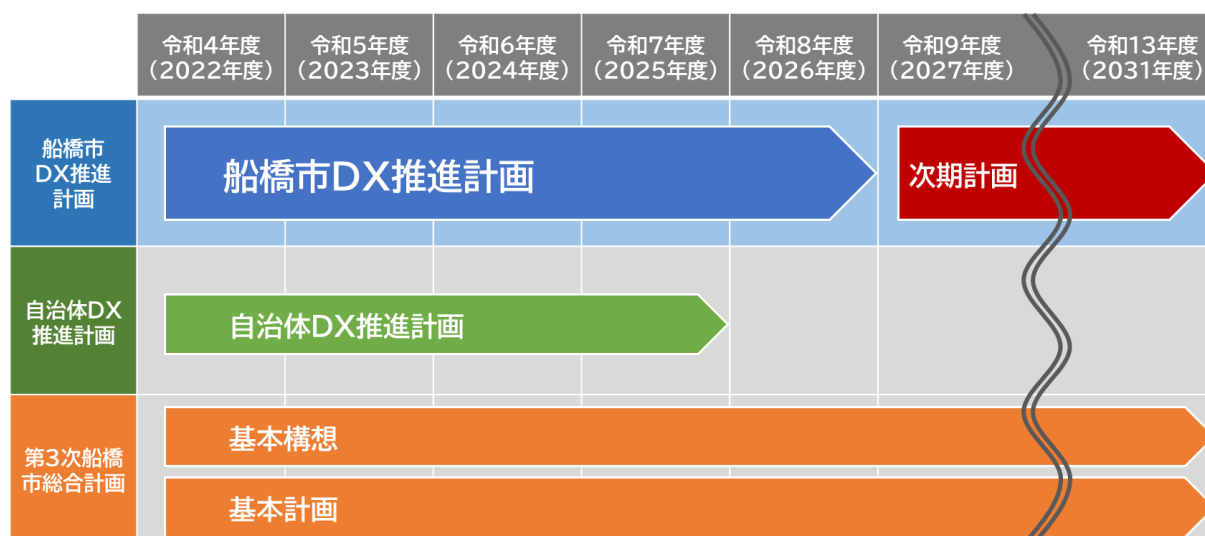 令和4年度
（2022年度）
令和5年度
（2023年度）
令和6年度
（2024年度）
令和7年度
（2025年度）
令和8年度
（2026年度）
令和9年度
（2027年度）
令和13年度
（2031年度）
船橋市
DX推進
計画
船橋市DX推進計画
次期計画
自治体DX
推進計画
自治体DX推進計画
第3次船橋
市総合計画
基本構想
基本計画